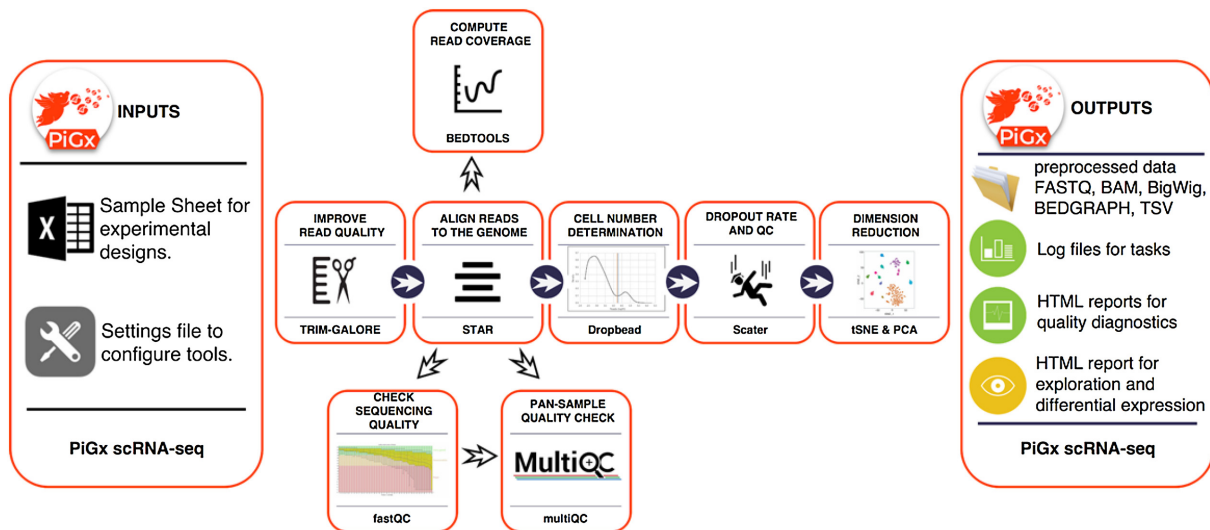 PiGx
INPUTS
Sample Sheet for
experimental
designs.
Settings file to
configure tools.
PiGx scRNA-seq
COMPUTE
READ COVERAGE
BEDTOOLS
IMPROVE
READ QUALITY
TRIM-GALORE
ALIGN READS
TO THE GENOME
STAR
CELL NUMBER
DETERMINATION
Dropbead
DROPOUT RATE
AND QC
Scater
DIMENSION
REDUCTION
tSNE & PCA
CHECK
SEQUENCING
QUALITY
fastQC
PAN-SAMPLE
QUALITY CHECK
MultiQC
multiQC
PiGx
OUTPUTS
preprocessed data
FASTQ, BAM, BigWig,
BEDGRAPH, TSV
Log files for tasks
HTML reports for
quality diagnostics
HTML report for
exploration and
differential expression
PiGx scRNA-seq